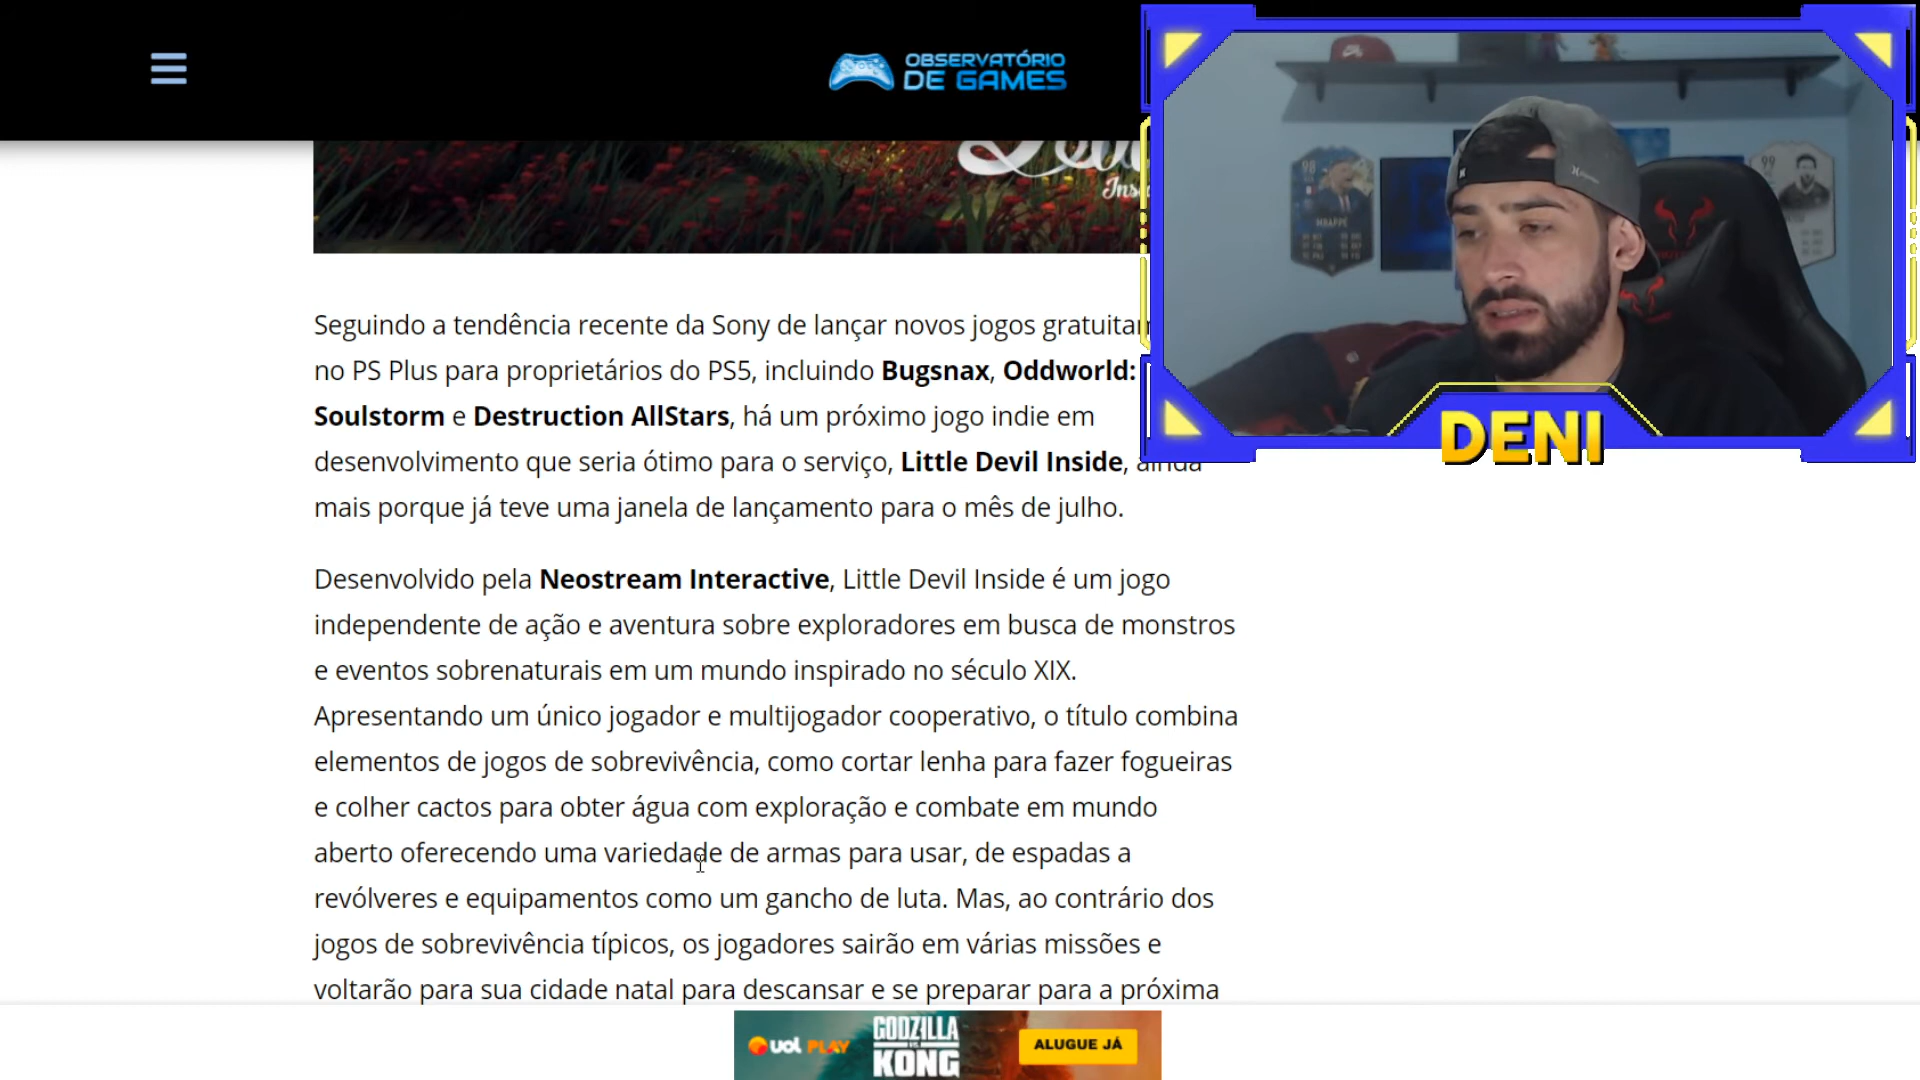 OBSERVATÓRIO
DE GAMES
98
MBAPPÉ
99
Seguindo a tendência recente da Sony de lançar novos jogos
no PS Plus para proprietários do PS5, incluindo Bugsnax, Oddworld:
Soulstorm e Destruction AllStars, há um próximo jogo indie em
desenvolvimento que seria ótimo para o serviço, Little Devil Inside, ainda
mais porque já teve uma janela de lançamento para o mês de julho.
DENI
Desenvolvido pela Neostream Interactive, Little Devil Inside é um jogo
independente de ação e aventura sobre exploradores em busca de monstros
e eventos sobrenaturais em um mundo inspirado no século XIX.
Apresentando um único jogador e multijogador cooperativo, o título combina
elementos de jogos de sobrevivência, como cortar lenha para fazer fogueiras
e colher cactos para obter água com exploração e combate em mundo
aberto oferecendo uma variedade de armas para usar, de espadas a
revólveres e equipamentos como um gancho de luta. Mas, ao contrário dos
jogos de sobrevivência típicos, os jogadores sairão em várias missões e
voltarão para sua cidade natal para descansar e se preparar para a próxima
UOL PLAY
GODZILLA
KONG
ALUGUE JÁ